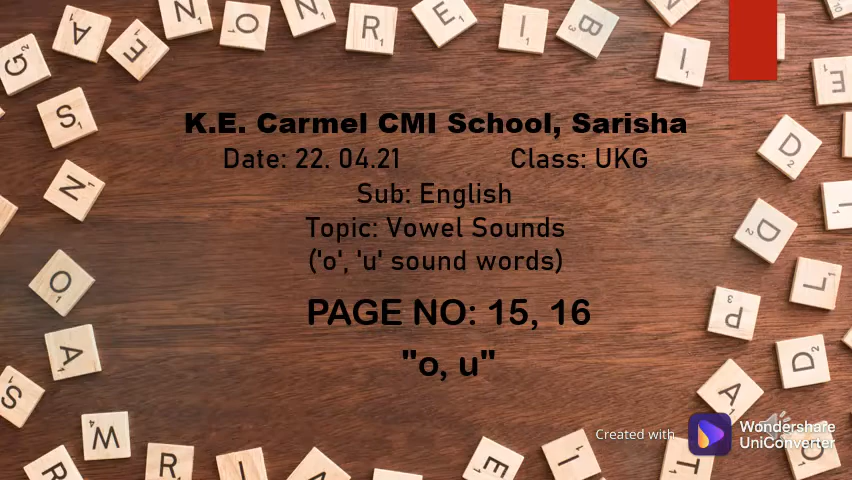 K.E. Carmel CMI School, Sarisha
Date: 22. 04.21 Class: UKG
Sub: English
Topic: Vowel Sounds
('o', 'u' sound words)
PAGE NO: 15, 16
"o, u"
Created with Wondershare
UniConverter